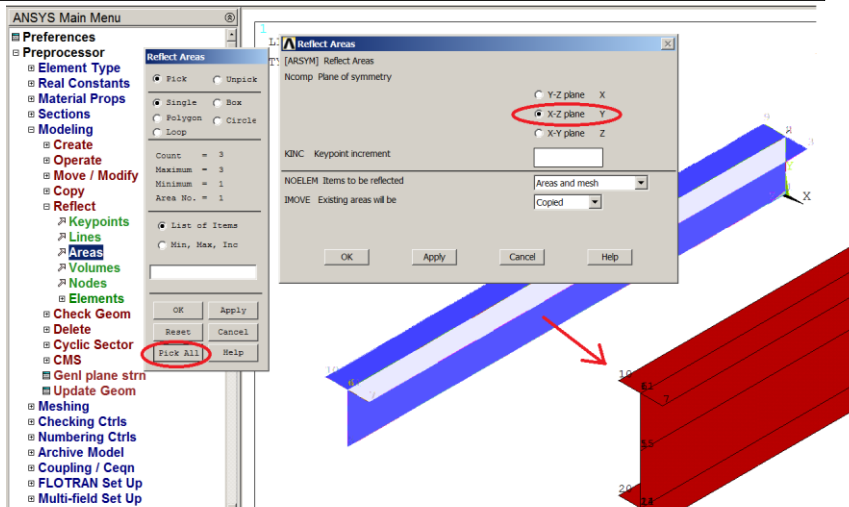 ANSYS Main Menu
Preferences
Preprocessor
Element Type
Real Constants
Material Props
Sections
Modeling
Create
Operate
Move / Modify
Copy
Reflect
Keypoints
Lines
Areas
Volumes
Nodes
Elements
Check Geom
Delete
Cyclic Sector
CMS
Genl plane strn
Update Geom
Meshing
Checking Ctrls
Numbering Ctrls
Archive Model
Coupling / Ceqn
FLOTRAN Set Up
Multi-field Set Up
Reflect Areas
Pick Unpick
Single Box
Polygon Circle
Loop
Count = 3
Maximum = 3
Minimum = 1
Area No. = 1
List of Items
Min, Max, Inc
OK Apply
Reset Cancel
Pick All Help
1
Reflect Areas
[ARSYM] Reflect Areas
Ncomp Plane of symmetry
Y-Z plane X
X-Z plane Y
X-Y plane Z
KINC Keypoint increment
NOELEM Items to be reflected Areas and mesh
IMOVE Existing areas will be Copied
OK Apply Cancel Help
X
10
7